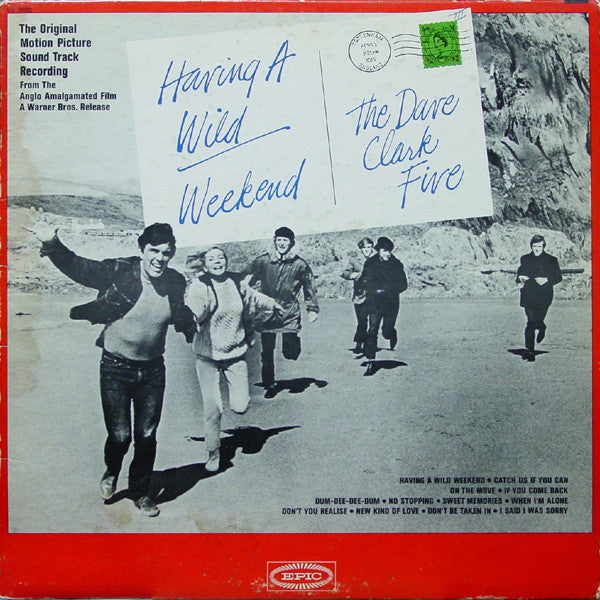 The Original
Motion Picture
Sound Track
Recording
From The
Anglo Amalgamated Film
A Warner Bros. Release
Having A
Wild
Weekend
The Dave
Clark
Five
HAVING A WILD WEEKEND • CATCH US IF YOU CAN
ON THE MOVE • IF YOU COME BACK
DUM-DEE-DEE-DUM • NO STOPPING • SWEET MEMORIES • WHEN I'M ALONE
DON'T YOU REALISE • NEW KIND OF LOVE • DON'T BE TAKEN IN • I SAID I WAS SORRY
EPIC